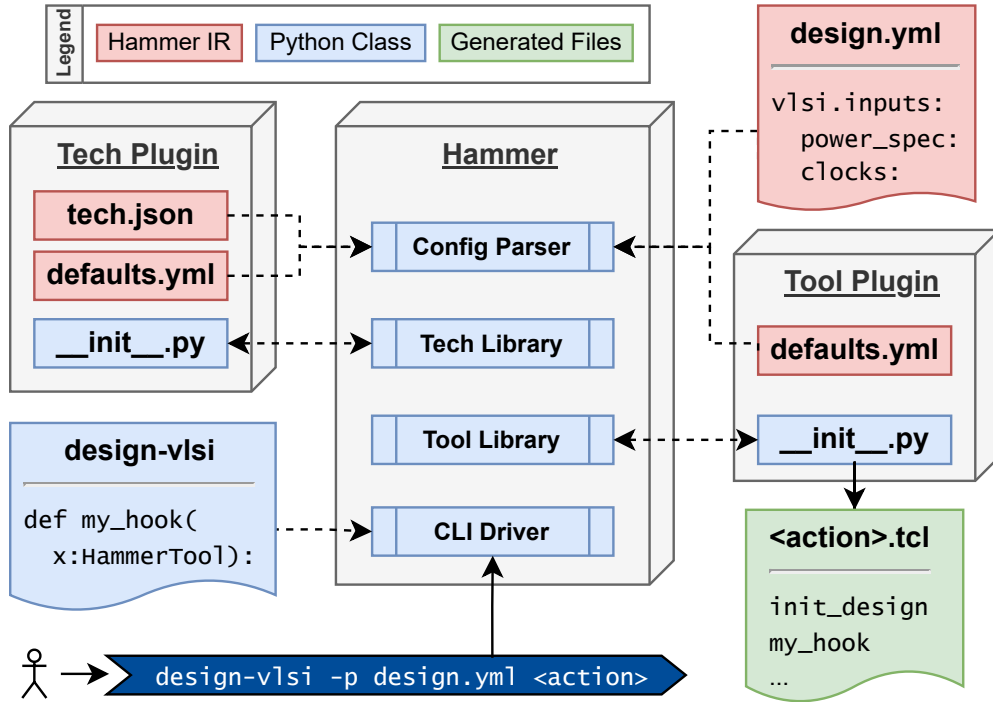 Legend
Hammer IR
Python Class
Generated Files
design.yml
vlsi.inputs:
power_spec:
clocks:
Tech Plugin
tech.json
defaults.yml
__init__.py
Hammer
Config Parser
Tech Library
Tool Library
CLI Driver
Tool Plugin
defaults.yml
__init__.py
design-vlsi
def my_hook(
x:HammerTool):
<action>.tcl
init_design
my_hook
...
design-vlsi -p design.yml <action>